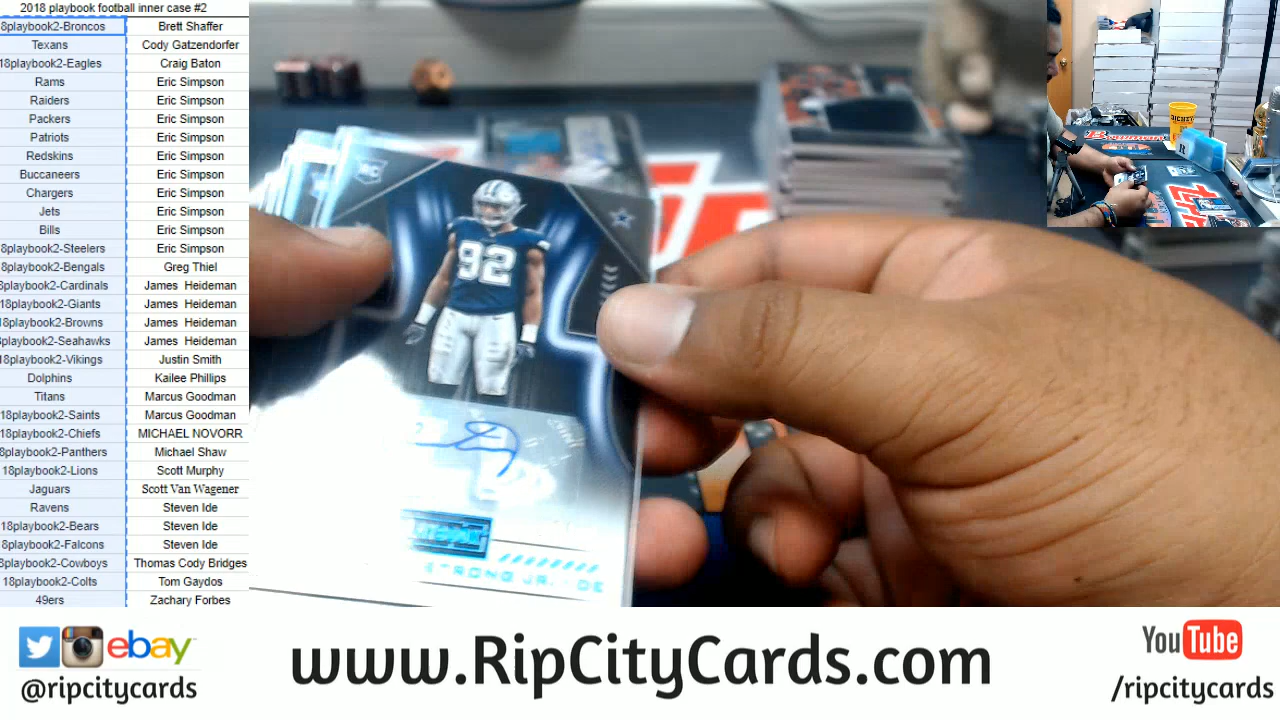 2018 playbook football inner case #2
8playbook2-Broncos Brett Shaffer
Texans Cody Gatzendorfer
18playbook2-Eagles Craig Baton
Rams Eric Simpson
Raiders Eric Simpson
Packers Eric Simpson
Patriots Eric Simpson
Redskins Eric Simpson
Buccaneers Eric Simpson
Chargers Eric Simpson
Jets Eric Simpson
Bills Eric Simpson
8playbook2-Steelers Eric Simpson
8playbook2-Bengals Greg Thiel
8playbook2-Cardinals James Heideman
18playbook2-Giants James Heideman
8playbook2-Browns James Heideman
8playbook2-Seahawks James Heideman
18playbook2-Vikings Justin Smith
Dolphins Kailee Phillips
Titans Marcus Goodman
18playbook2-Saints Marcus Goodman
18playbook2-Chiefs MICHAEL NOVORR
8playbook2-Panthers Michael Shaw
18playbook2-Lions Scott Murphy
Jaguars Scott Van Wagener
Ravens Steven Ide
18playbook2-Bears Steven Ide
8playbook2-Falcons Steven Ide
8playbook2-Cowboys Thomas Cody Bridges
18playbook2-Colts Tom Gaydos
49ers Zachary Forbes
RC
92
ebay
@ripcitycards
www.RipCityCards.com
YouTube
/ripcitycards